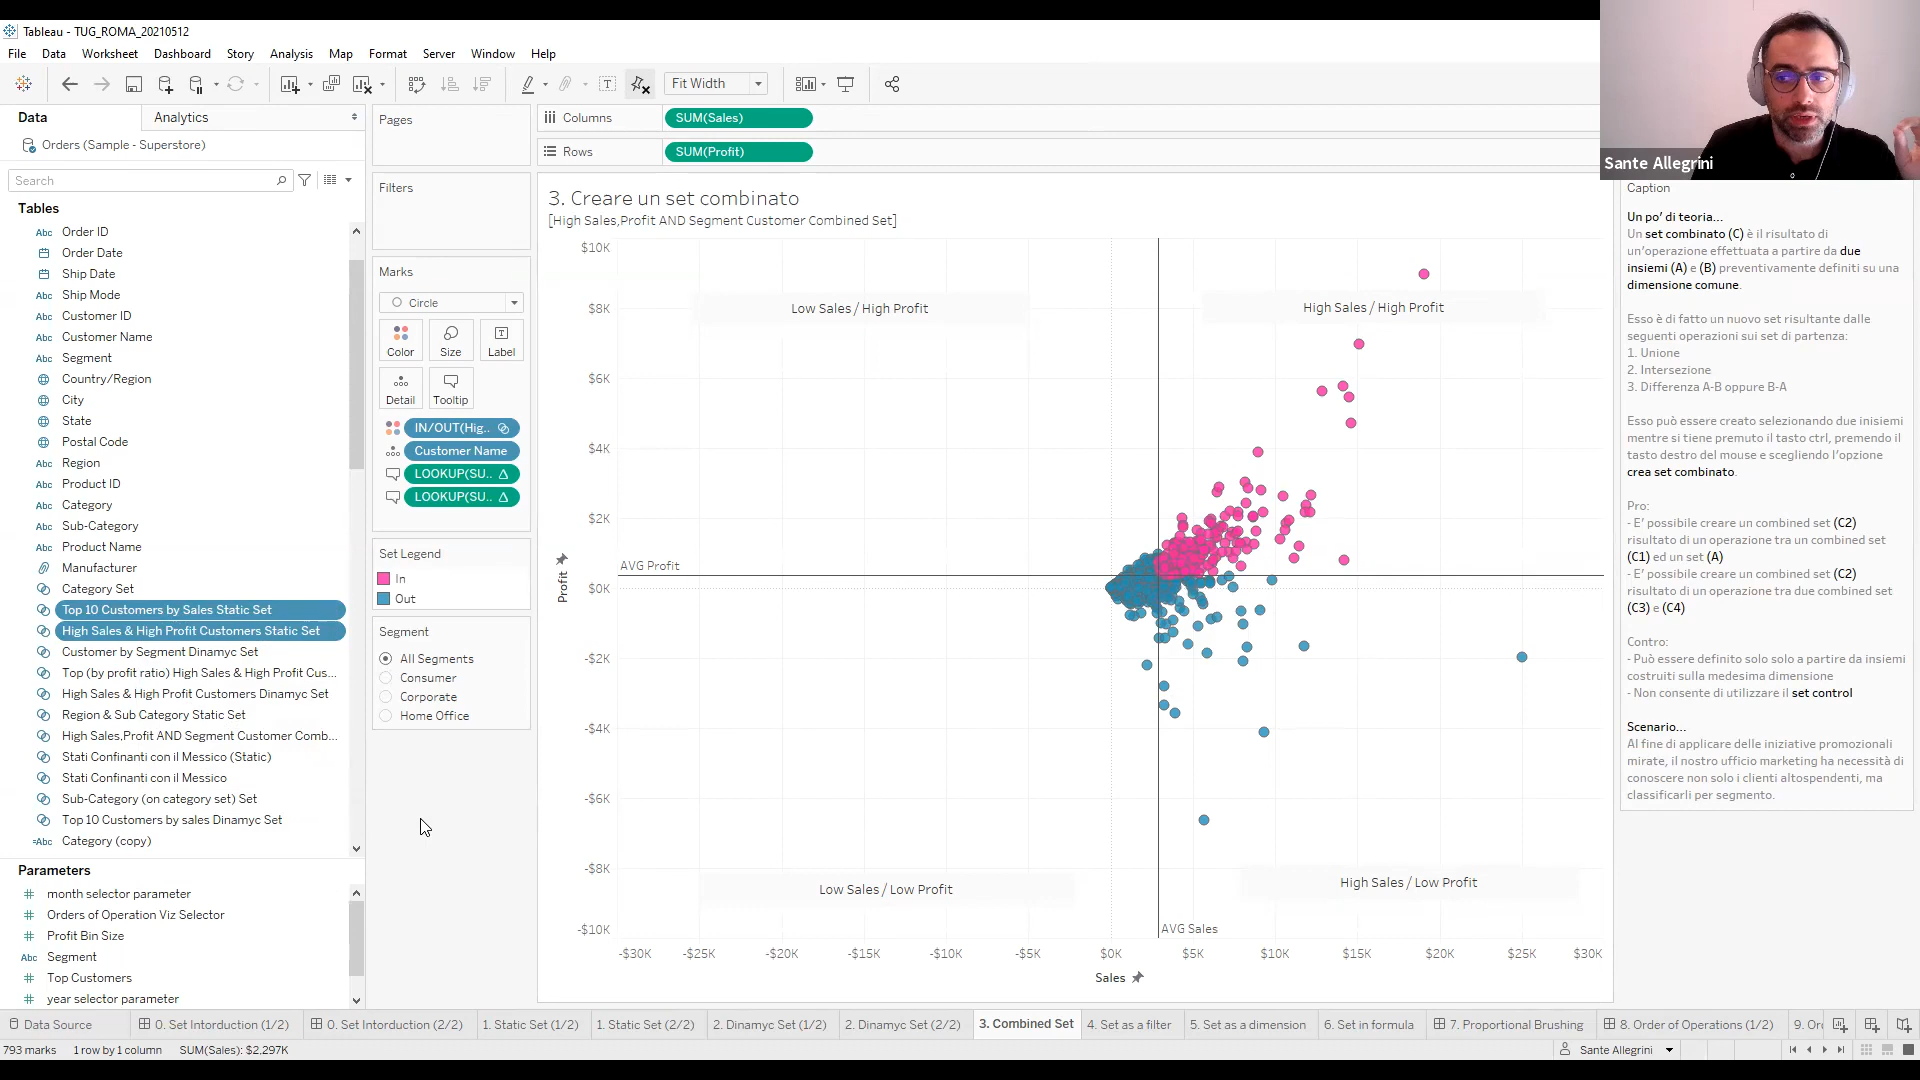 Tableau - TUG_ROMA_20210512
File Data Worksheet Dashboard Story Analysis Map Format Server Window Help
Fit Width
Sante Allegrini
Data Analytics
Orders (Sample - Superstore)
Search
Tables
Abc Order ID
Order Date
Ship Date
Abc Ship Mode
Abc Customer ID
Abc Customer Name
Abc Segment
Country/Region
City
State
Postal Code
Abc Region
Abc Product ID
Abc Category
Abc Sub-Category
Abc Product Name
Manufacturer
Category Set
Top 10 Customers by Sales Static Set
High Sales & High Profit Customers Static Set
Customer by Segment Dinamyc Set
Top (by profit ratio) High Sales & High Profit Cus...
High Sales & High Profit Customers Dinamyc Set
Region & Sub Category Static Set
High Sales,Profit AND Segment Customer Comb...
Stati Confinanti con il Messico (Static)
Stati Confinanti con il Messico
Sub-Category (on category set) Set
Top 10 Customers by sales Dinamyc Set
=Abc Category (copy)
Parameters
# month selector parameter
# Orders of Operation Viz Selector
# Profit Bin Size
Abc Segment
# Top Customers
# year selector parameter
Pages
Filters
Marks
Circle
Color Size Label
Detail Tooltip
IN/OUT(Hig..
Customer Name
LOOKUP(SU.. Δ
LOOKUP(SU.. Δ
Set Legend
In
Out
Segment
All Segments
Consumer
Corporate
Home Office
Columns SUM(Sales)
Rows SUM(Profit)
3. Creare un set combinato
[High Sales,Profit AND Segment Customer Combined Set]
$10K
$8K
$6K
$4K
$2K
$0K
-$2K
-$4K
-$6K
-$8K
-$10K
Profit
Low Sales / High Profit
High Sales / High Profit
AVG Profit
Low Sales / Low Profit
High Sales / Low Profit
AVG Sales
-$30K -$25K -$20K -$15K -$10K -$5K $0K $5K $10K $15K $20K $25K $30K
Sales
Caption
Un po' di teoria...
Un set combinato (C) è il risultato di
un'operazione effettuata a partire da due
insiemi (A) e (B) preventivamente definiti su una
dimensione comune.
Esso è di fatto un nuovo set risultante dalle
seguenti operazioni sui set di partenza:
1. Unione
2. Intersezione
3. Differenza A-B oppure B-A
Esso può essere creato selezionando due inisiemi
mentre si tiene premuto il tasto ctrl, premendo il
tasto destro del mouse e scegliendo l'opzione
crea set combinato.
Pro:
- E' possibile creare un combined set (C2)
risultato di un operazione tra un combined set
(C1) ed un set (A)
- E' possibile creare un combined set (C2)
risultato di un operazione tra due combined set
(C3) e (C4)
Contro:
- Può essere definito solo solo a partire da insiemi
costruiti sulla medesima dimensione
- Non consente di utilizzare il set control
Scenario...
Al fine di applicare delle iniziative promozionali
mirate, il nostro ufficio marketing ha necessità di
conoscere non solo i clienti altospendenti, ma
classificarli per segmento.
Data Source 0. Set Intorduction (1/2) 0. Set Intorduction (2/2) 1. Static Set (1/2) 1. Static Set (2/2) 2. Dinamyc Set (1/2) 2. Dinamyc Set (2/2) 3. Combined Set 4. Set as a filter 5. Set as a dimension 6. Set in formula 7. Proportional Brushing 8. Order of Operations (1/2) 9. Or
793 marks 1 row by 1 column SUM(Sales): $2.297K Sante Allegrini